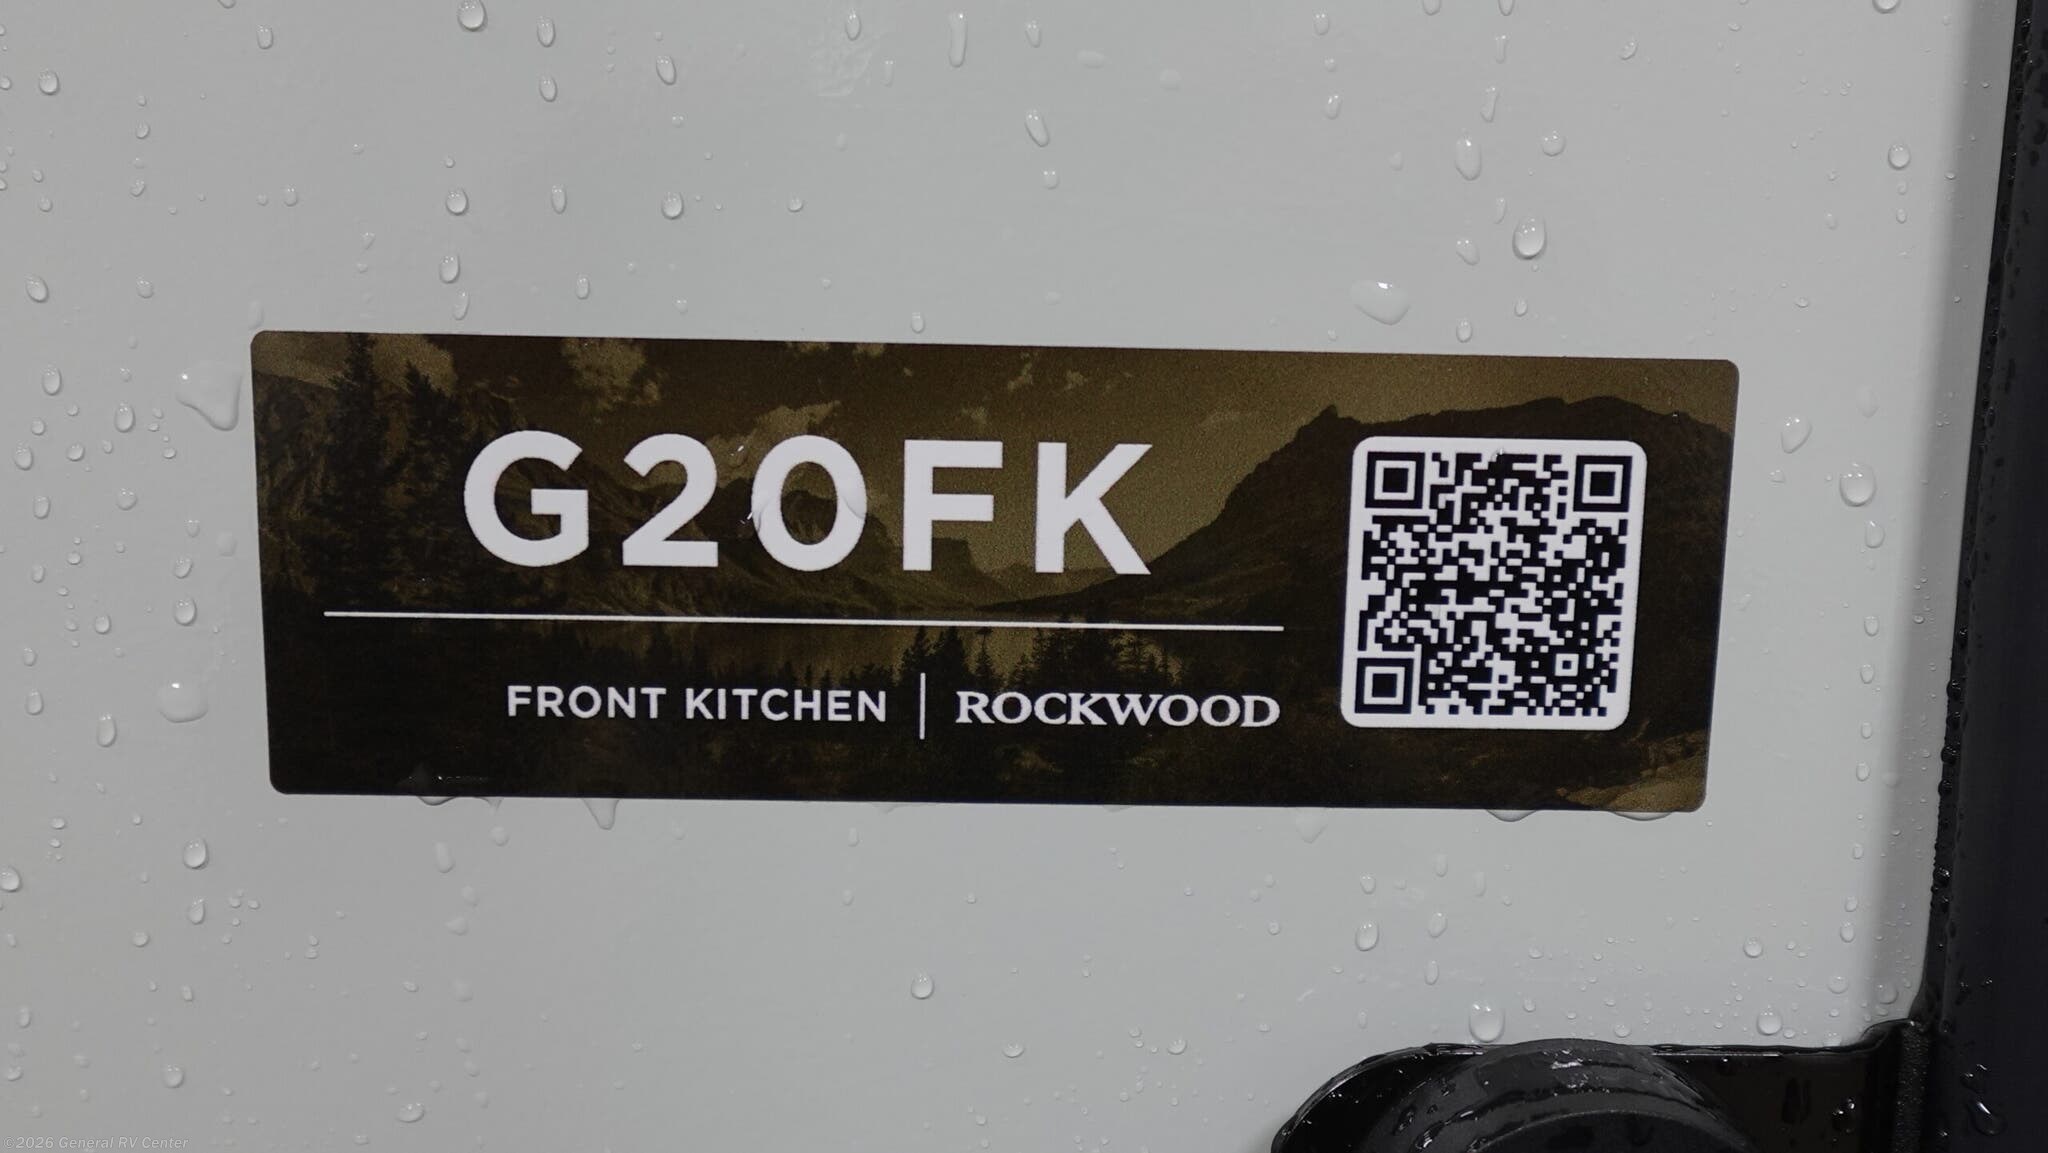 G20FK
FRONT KITCHEN | ROCKWOOD
©2026 General RV Center